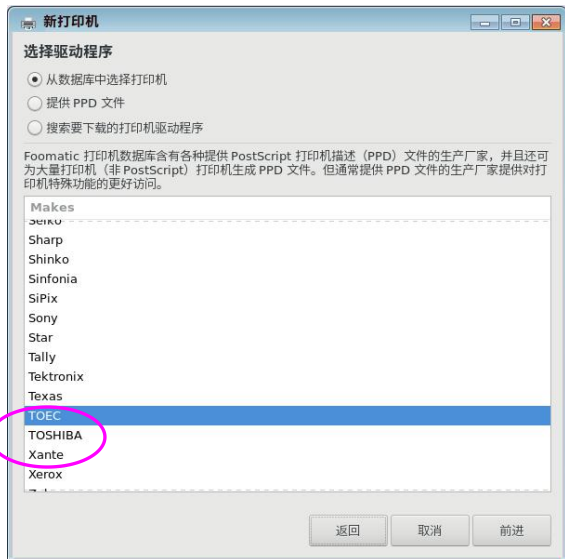 新打印机
选择驱动程序
从数据库中选择打印机
提供 PPD 文件
搜索要下载的打印机驱动程序
Foomatic 打印机数据库含有各种提供 PostScript 打印机描述（PPD）文件的生产厂家，并且还可
为大量打印机（非 PostScript）打印机生成 PPD 文件。但通常提供 PPD 文件的生产厂家提供对打
印机特殊功能的更好访问。
Makes
Seiko
Sharp
Shinko
Sinfonia
SiPix
Sony
Star
Tally
Tektronix
Texas
TOEC
TOSHIBA
Xante
Xerox
返回 取消 前进